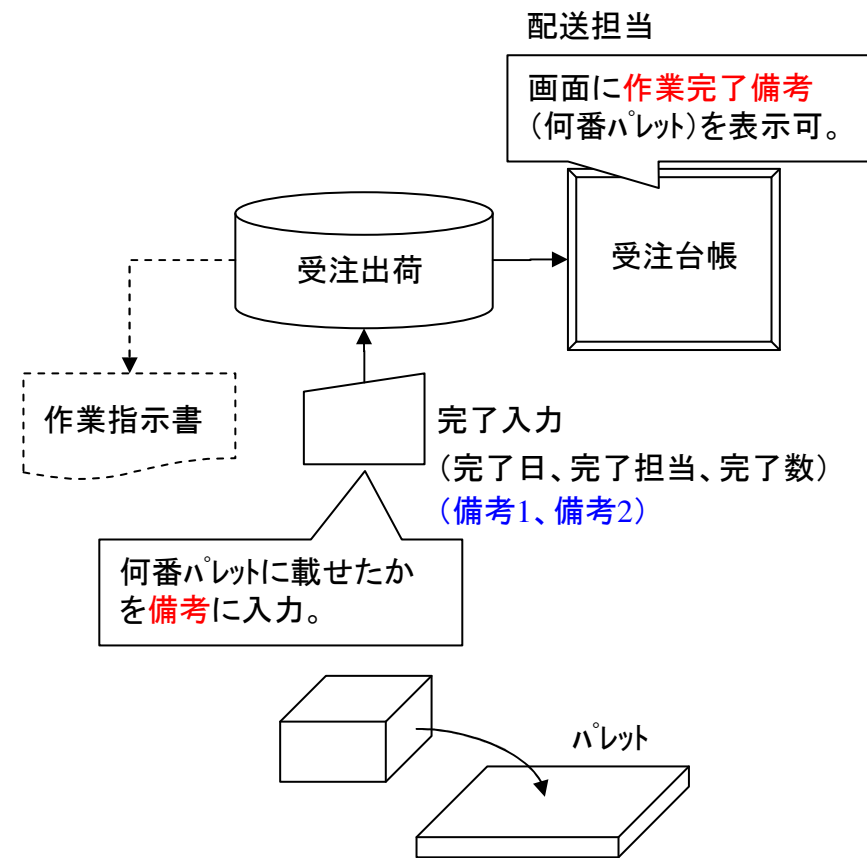 配送担当
画面に作業完了備考
（何番ﾊﾟﾚｯﾄ）を表示可。
受注出荷
受注台帳
作業指示書
完了入力
（完了日、完了担当、完了数）
（備考1、備考2）
何番ﾊﾟﾚｯﾄに載せたか
を備考に入力。
ﾊﾟﾚｯﾄ